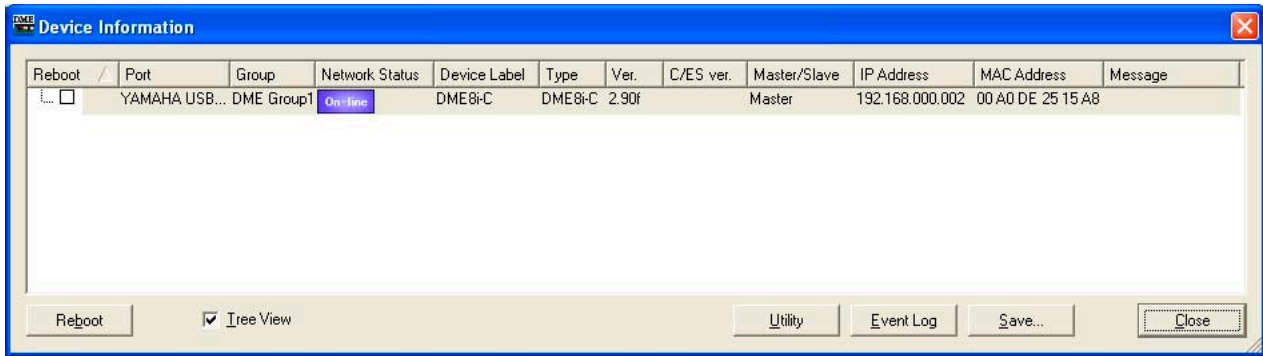 DME Device Information
Reboot Port Group Network Status Device Label Type Ver. C/ES ver. Master/Slave IP Address MAC Address Message
YAMAHA USB... DME Group1 On-line DME8i-C DME8i-C 2.90f Master 192.168.000.002 00 A0 DE 25 15 A8
Reboot Tree View Utility Event Log Save... Close